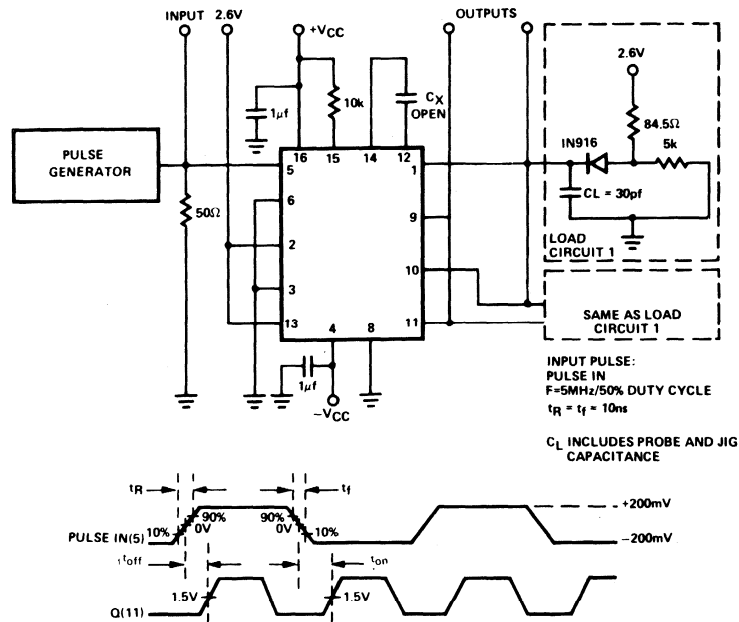 INPUT 2.6V +VCC OUTPUTS
2.6V
1µf
10k
CX
OPEN
84.5Ω
5k
IN916
PULSE
GENERATOR
16 15 14 12
5 1
6
CL = 30pf
50Ω
9
2
LOAD
CIRCUIT 1
10
3
13 4 8 11
SAME AS LOAD
CIRCUIT 1
1µf
−VCC
INPUT PULSE:
PULSE IN
F=5MHz/50% DUTY CYCLE
tR = tf = 10ns
CL INCLUDES PROBE AND JIG
CAPACITANCE
tR tf
+200mV
90% 90%
0V 0V
PULSE IN(5) 10% 10% −200mV
toff ton
1.5V 1.5V
Q(11)